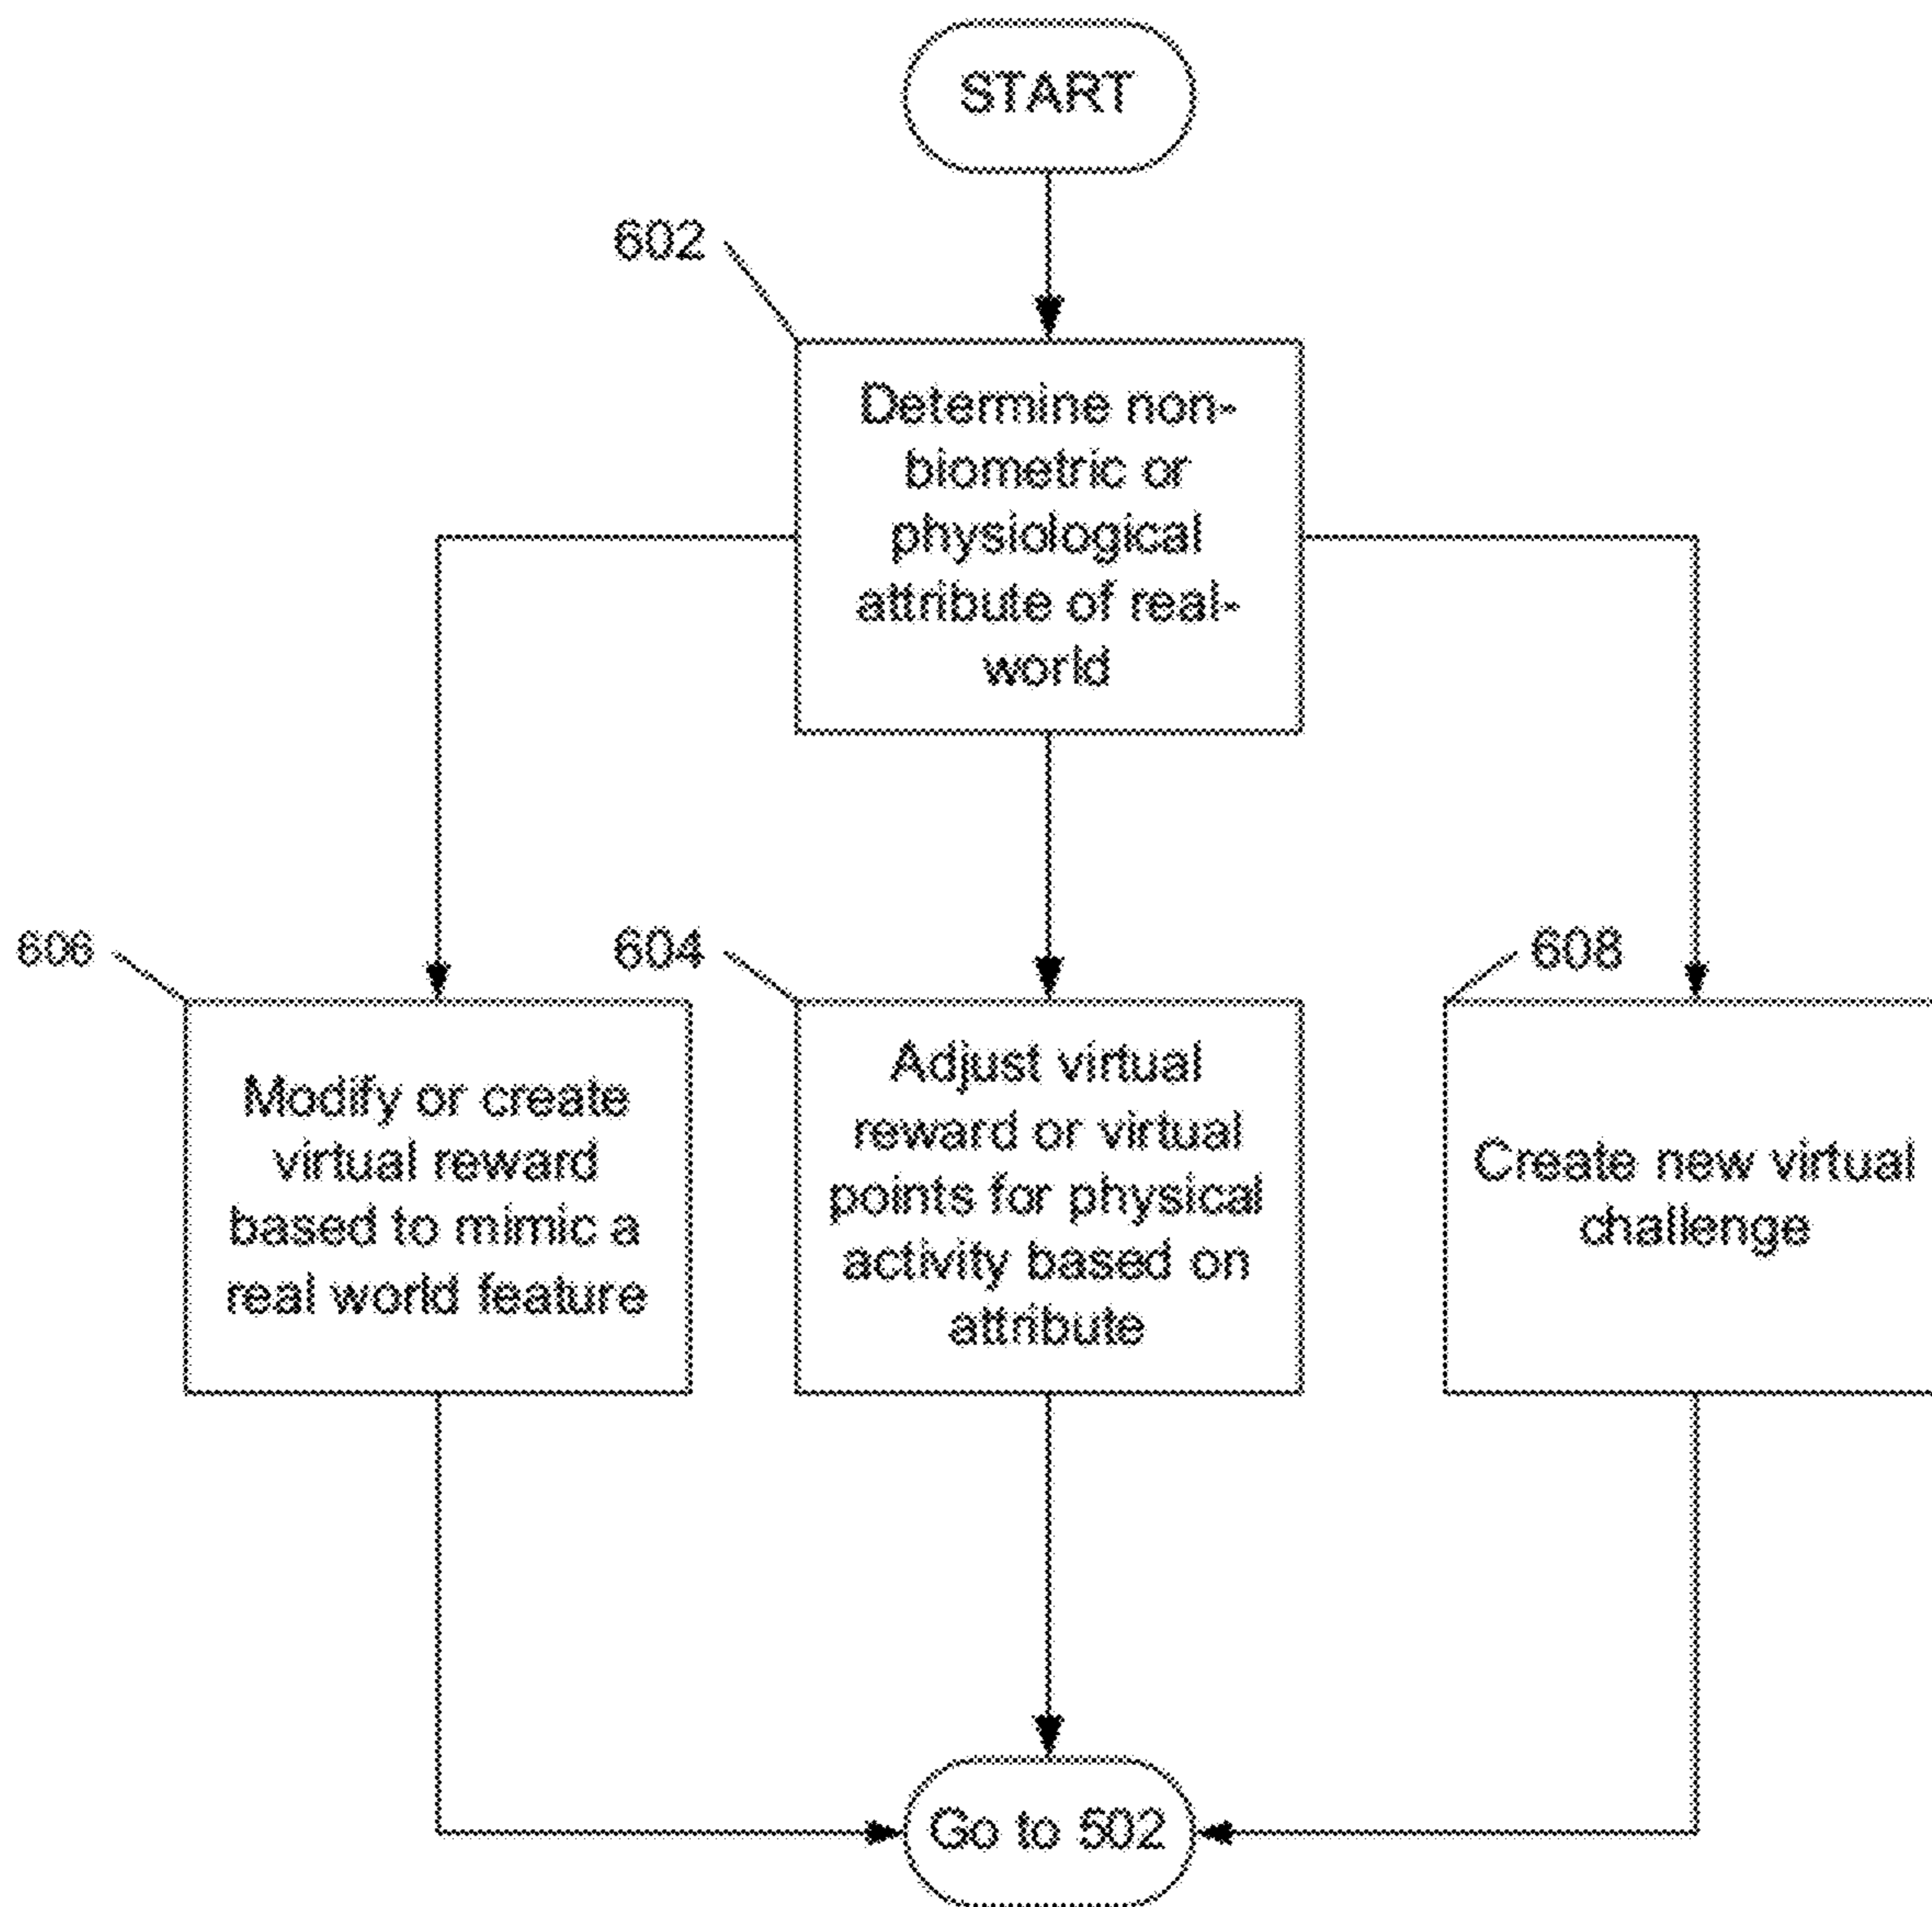 START
602
Determine non-
biometric or
physiological
attribute of real-
world
606
Modify or create
virtual reward
based to mimic a
real world feature
604
Adjust virtual
reward or virtual
points for physical
activity based on
attribute
608
Create new virtual
challenge
Go to 502